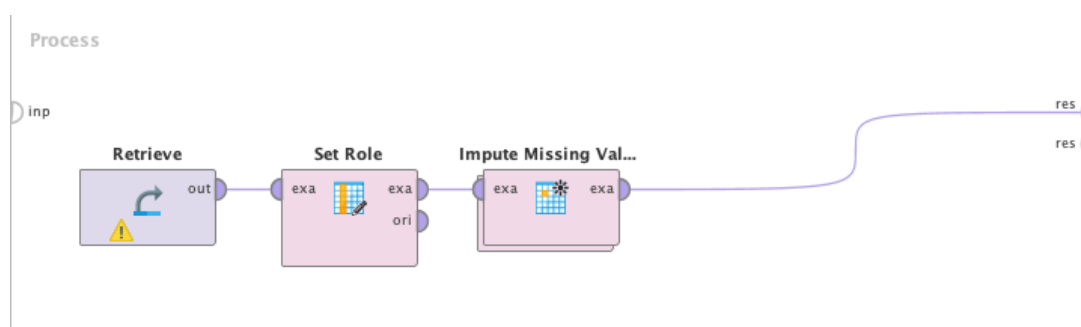 Process
inp
res
res
Retrieve
Set Role
Impute Missing Val...
out
exa
exa
exa
exa
ori